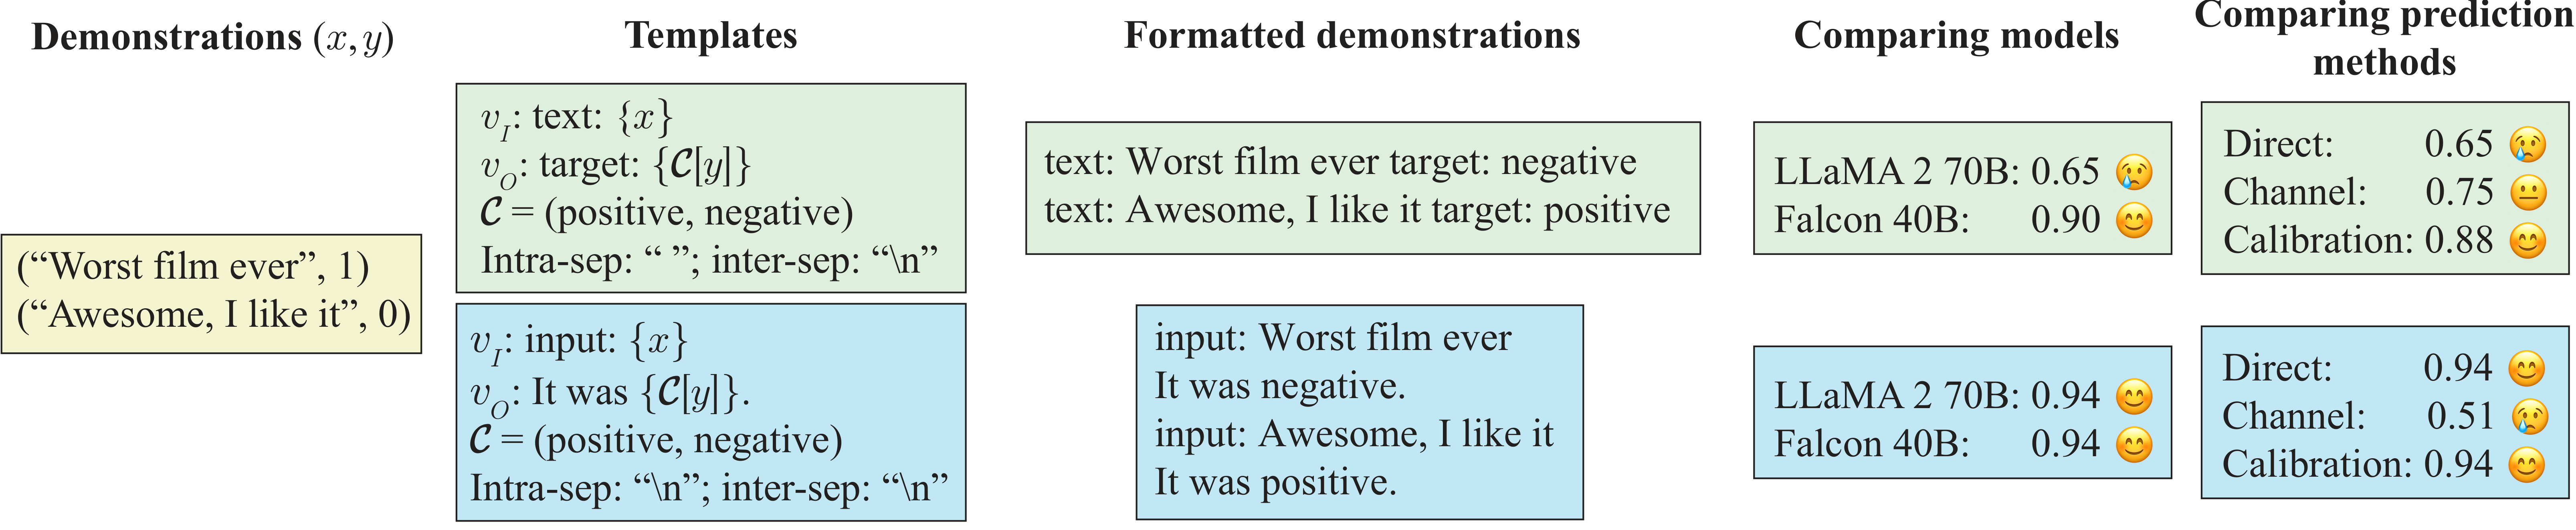 Demonstrations (x, y)
(“Worst film ever”, 1)
(“Awesome, I like it”, 0)
Templates
v_I: text: {x}
v_O: target: {𝓒[y]}
𝓒 = (positive, negative)
Intra-sep: “ ”; inter-sep: “\n”
v_I: input: {x}
v_O: It was {𝓒[y]}.
𝓒 = (positive, negative)
Intra-sep: “\n”; inter-sep: “\n”
Formatted demonstrations
text: Worst film ever target: negative
text: Awesome, I like it target: positive
input: Worst film ever
It was negative.
input: Awesome, I like it
It was positive.
Comparing models
LLaMA 2 70B: 0.65 😢
Falcon 40B: 0.90 😊
LLaMA 2 70B: 0.94 😊
Falcon 40B: 0.94 😊
Comparing prediction
methods
Direct: 0.65 😢
Channel: 0.75 😐
Calibration: 0.88 😊
Direct: 0.94 😊
Channel: 0.51 😢
Calibration: 0.94 😊